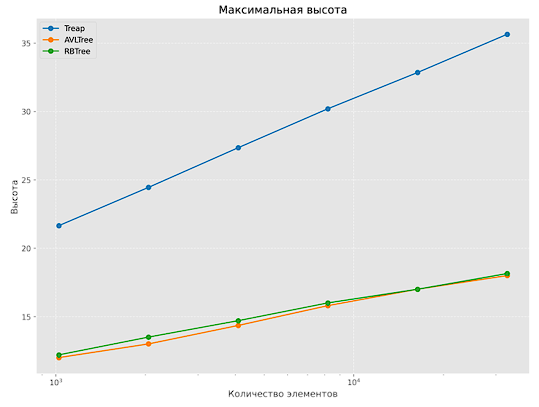 Максимальная высота
Treap
AVLTree
RBTree
35
30
25
20
15
Высота
10³
10⁴
Количество элементов